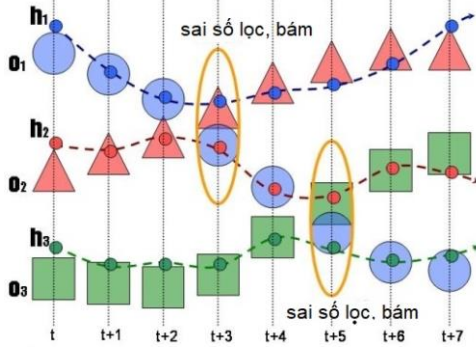 h1
sai số lọc, bám
o1
h2
o2
h3
o3
sai số lọc, bám
t t+1 t+2 t+3 t+4 t+5 t+6 t+7